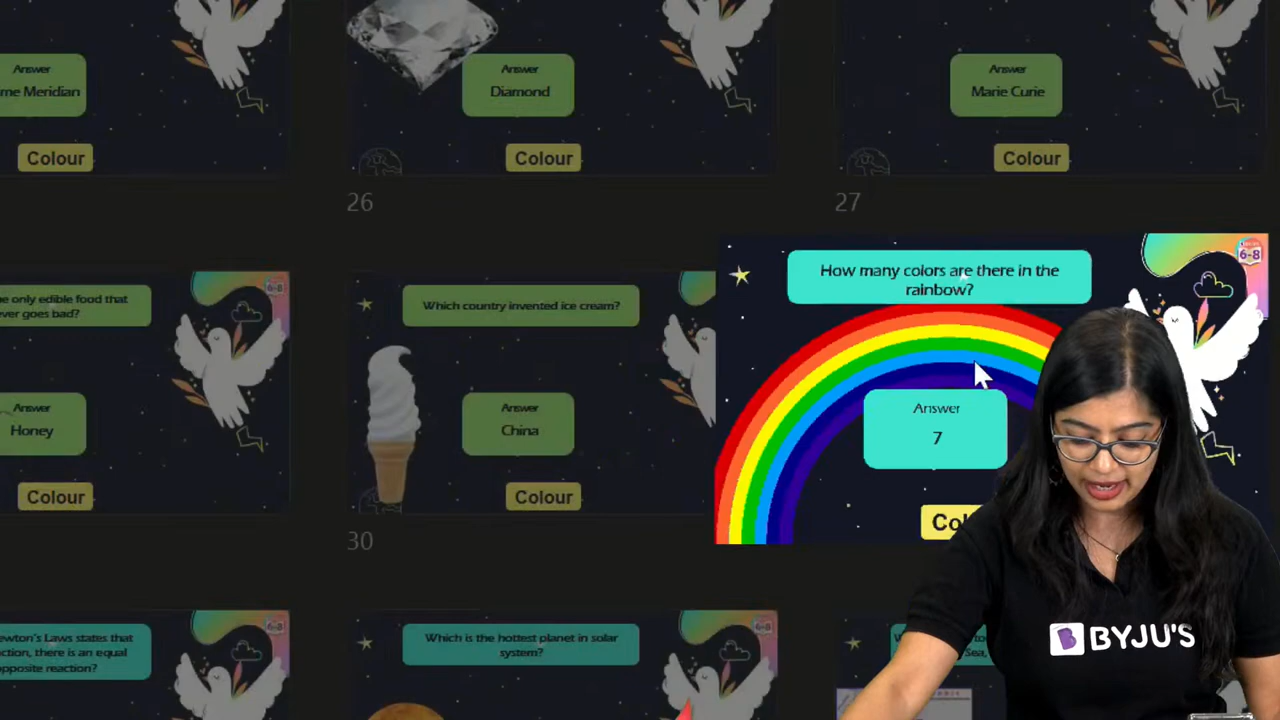 Answer
me Meridian
Colour
Answer
Diamond
Colour
26
Answer
Marie Curie
Colour
27
e only edible food that
ver goes bad?
Answer
Honey
Colour
Which country invented ice cream?
Answer
China
Colour
30
How many colors are there in the
rainbow?
6-8
Answer
7
Col
ewton's Laws states that
ction, there is an equal
opposite reaction?
Which is the hottest planet in solar
system?
Sea,
BYJU'S